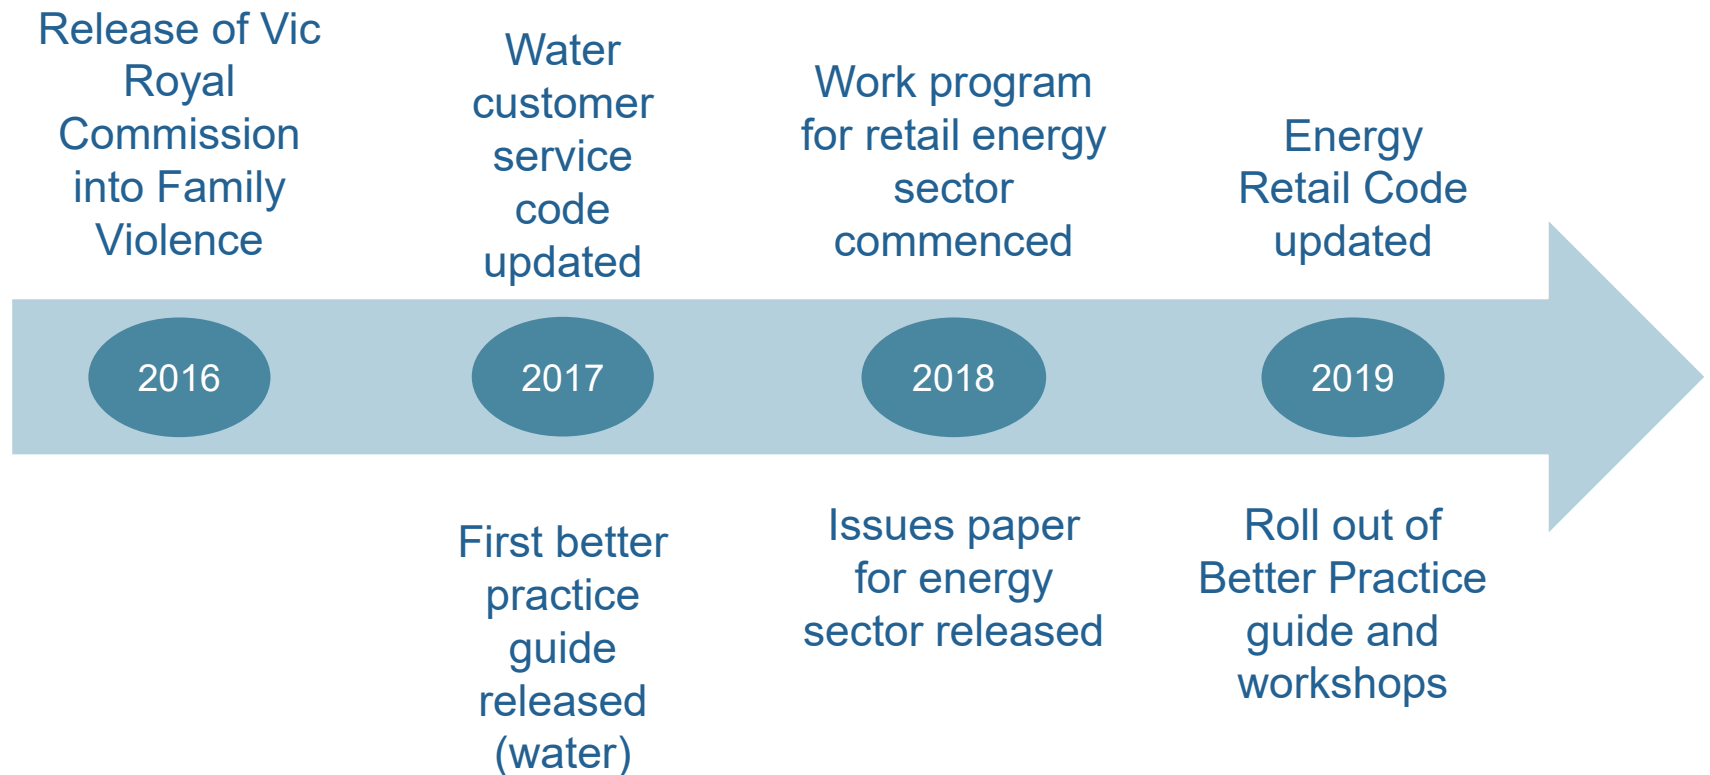 Release of Vic
Royal
Commission
into Family
Violence
Water
customer
service
code
updated
Work program
for retail energy
sector
commenced
Energy
Retail Code
updated
2016
2017
2018
2019
First better
practice
guide
released
(water)
Issues paper
for energy
sector released
Roll out of
Better Practice
guide and
workshops